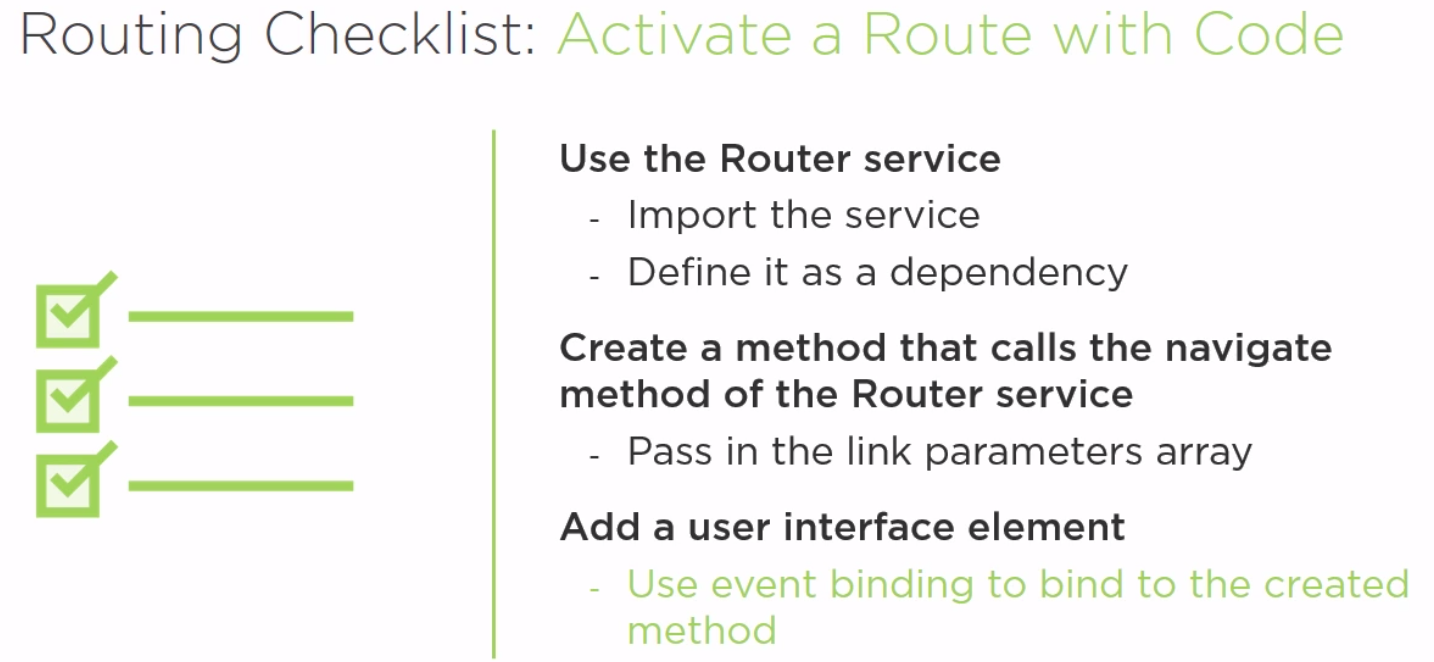 Routing Checklist: Activate a Route with Code
Use the Router service
- Import the service
- Define it as a dependency
Create a method that calls the navigate
method of the Router service
- Pass in the link parameters array
Add a user interface element
- Use event binding to bind to the created
method